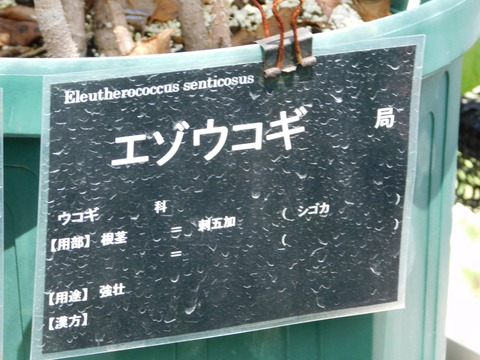 Eleutherococcus senticosus
エゾウコギ 局
ウコギ 科
【用部】 根茎 = 刺五加 ( シゴカ )
= ( )
【用途】 強壮
【漢方】